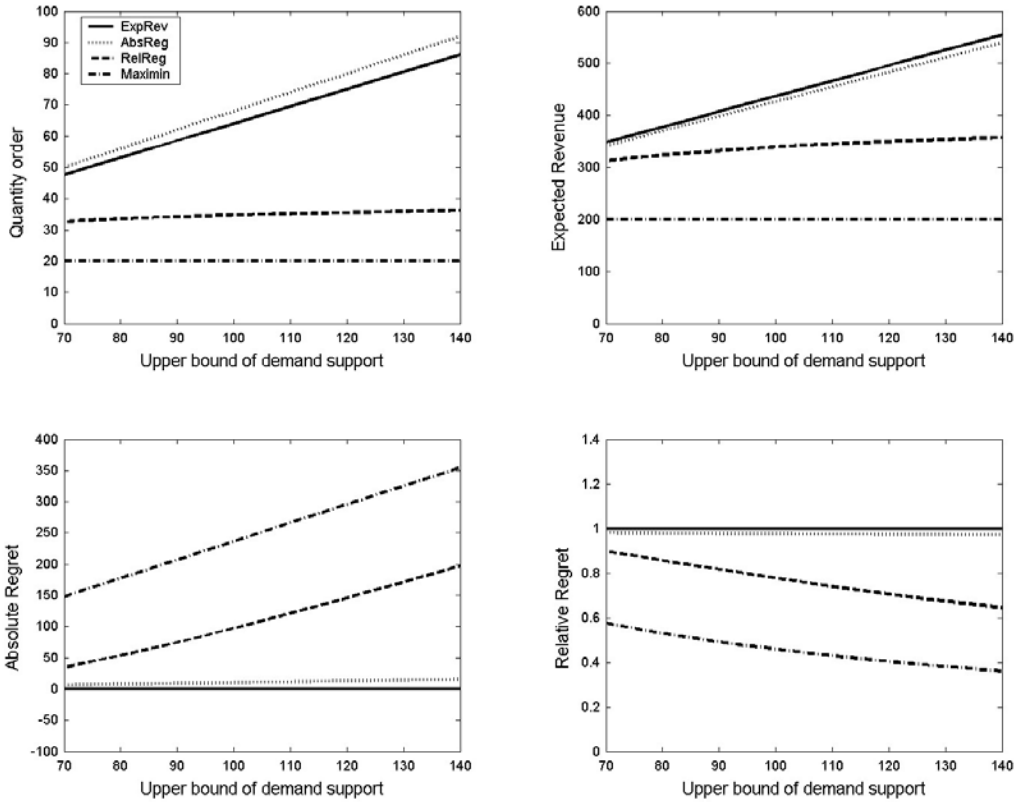 100
90
80
70
60
50
40
30
20
10
0
ExpRev
AbsReg
RelReg
Maximin
Quantity order
70 80 90 100 110 120 130 140
Upper bound of demand support
600
500
400
300
200
100
0
Expected Revenue
70 80 90 100 110 120 130 140
Upper bound of demand support
400
350
300
250
200
150
100
50
0
-50
-100
Absolute Regret
70 80 90 100 110 120 130 140
Upper bound of demand support
1.4
1.2
1
0.8
0.6
0.4
0.2
0
Relative Regret
70 80 90 100 110 120 130 140
Upper bound of demand support